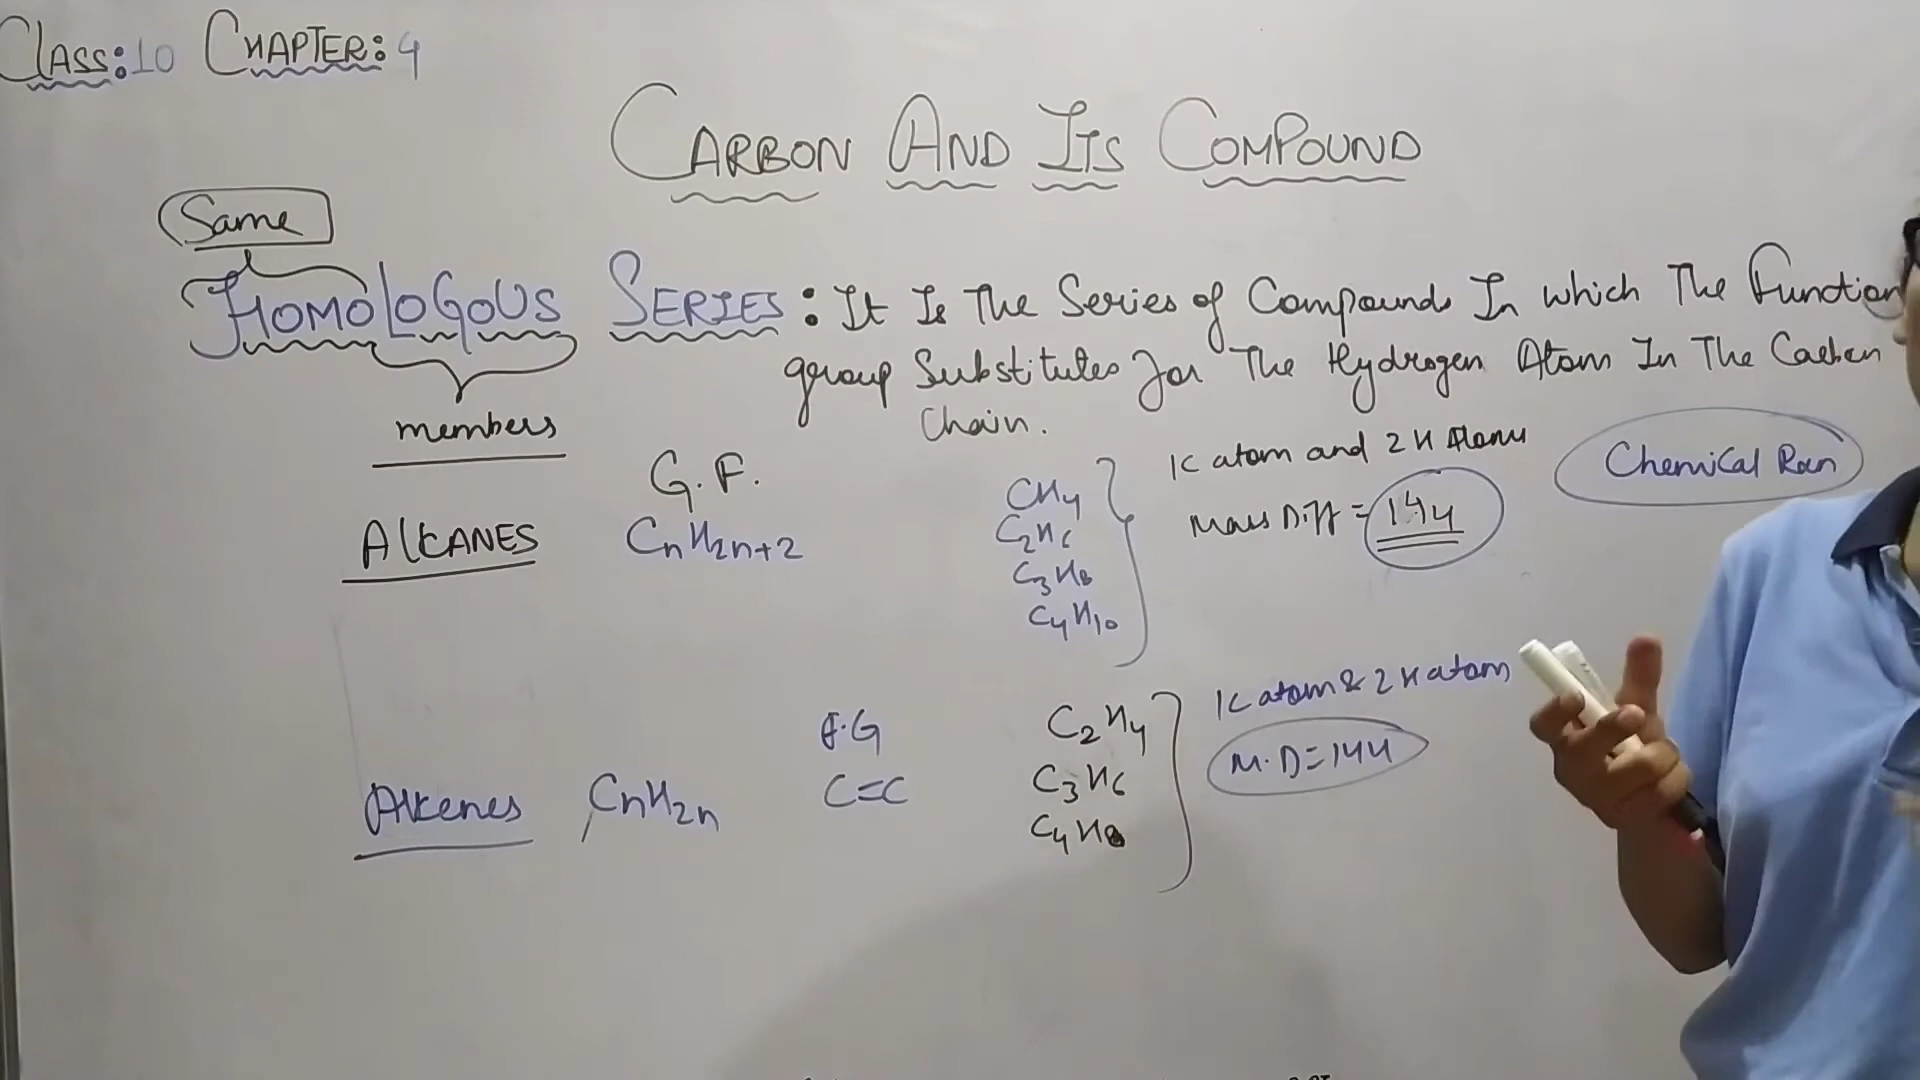 CLASS:10 CHAPTER:4
CARBON AND ITS COMPOUND
Same
HOMOLOGOUS SERIES: It Is The Series of Compounds In which The Function
group Substitutes for The Hydrogen Atom In The Carbon
Chain.
members
G.F.
ALKANES CnH2n+2
CH4
C2H6
C3H8
C4H10
1C atom and 2H Atoms
Mass Diff = 14u
Chemical Rxn
F.G
Alkenes CnH2n C=C
C2H4
C3H6
C4H8
1C atom & 2H atom
M.D=14u